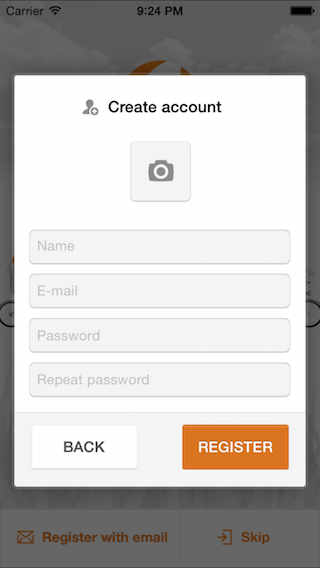 Carrier 9:24 PM
Create account
Name
E-mail
Password
Repeat password
BACK REGISTER
Register with email Skip